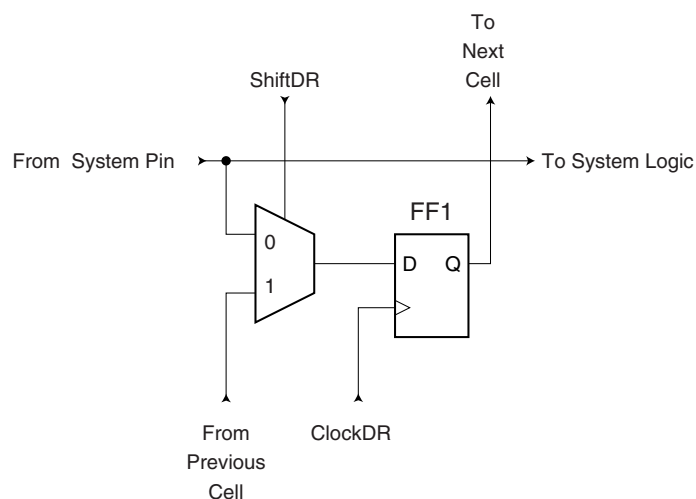 To
Next
Cell
ShiftDR
From System Pin
To System Logic
FF1
0
D Q
1
From
Previous
Cell
ClockDR